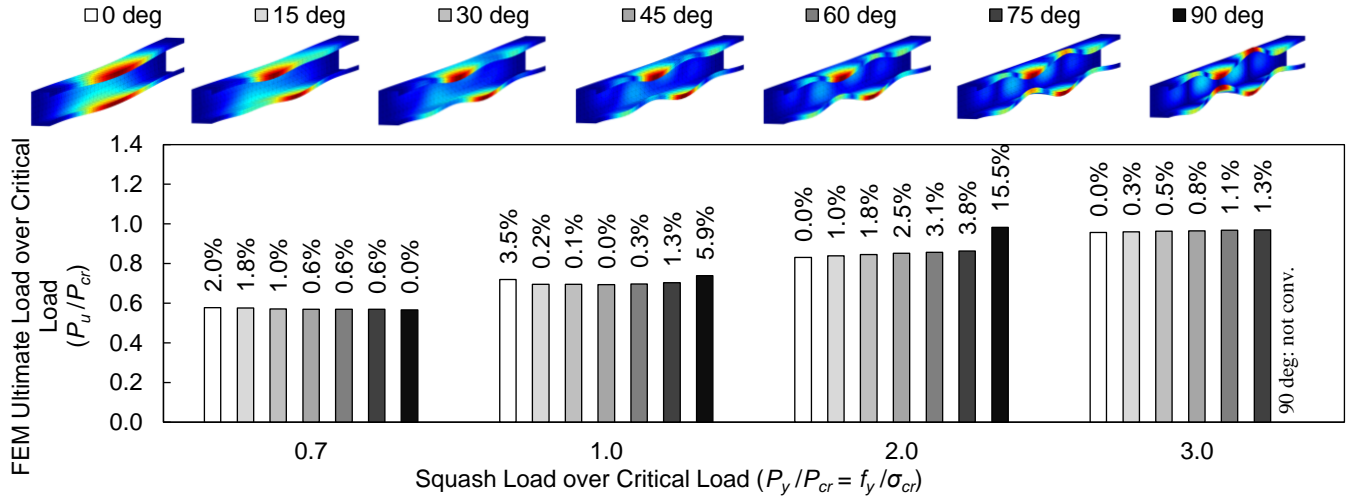 0 deg 15 deg 30 deg 45 deg 60 deg 75 deg 90 deg
FEM Ultimate Load over Critical
Load
(Pu/Pcr)
1.4
1.2
1.0
0.8
0.6
0.4
0.2
0.0
2.0% 1.8% 1.0% 0.6% 0.6% 0.6% 0.0%
3.5% 0.2% 0.1% 0.0% 0.3% 1.3% 5.9%
0.0% 1.0% 1.8% 2.5% 3.1% 3.8% 15.5%
0.0% 0.3% 0.5% 0.8% 1.1% 1.3%
90 deg: not conv.
0.7 1.0 2.0 3.0
Squash Load over Critical Load (Py/Pcr = fy/σcr)